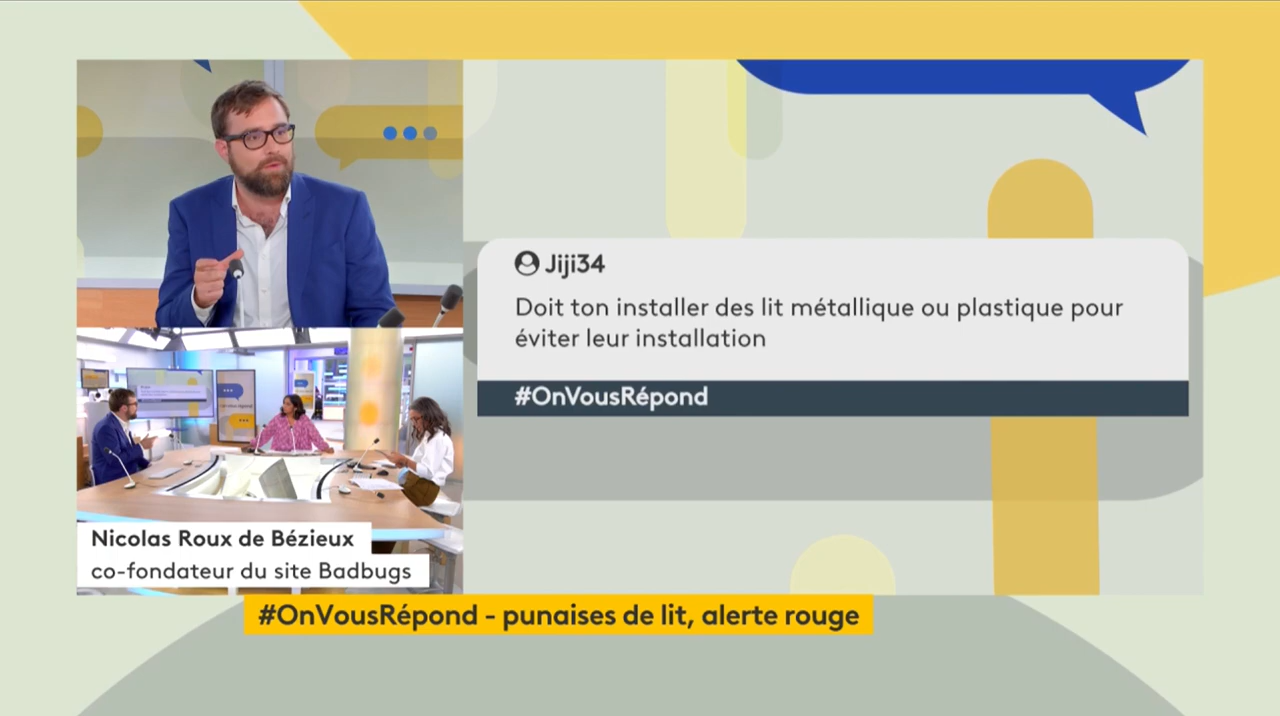 Jiji34
Doit ton installer des lit métallique ou plastique pour
éviter leur installation
#OnVousRépond
Nicolas Roux de Bézieux
co-fondateur du site Badbugs
#OnVousRépond - punaises de lit, alerte rouge